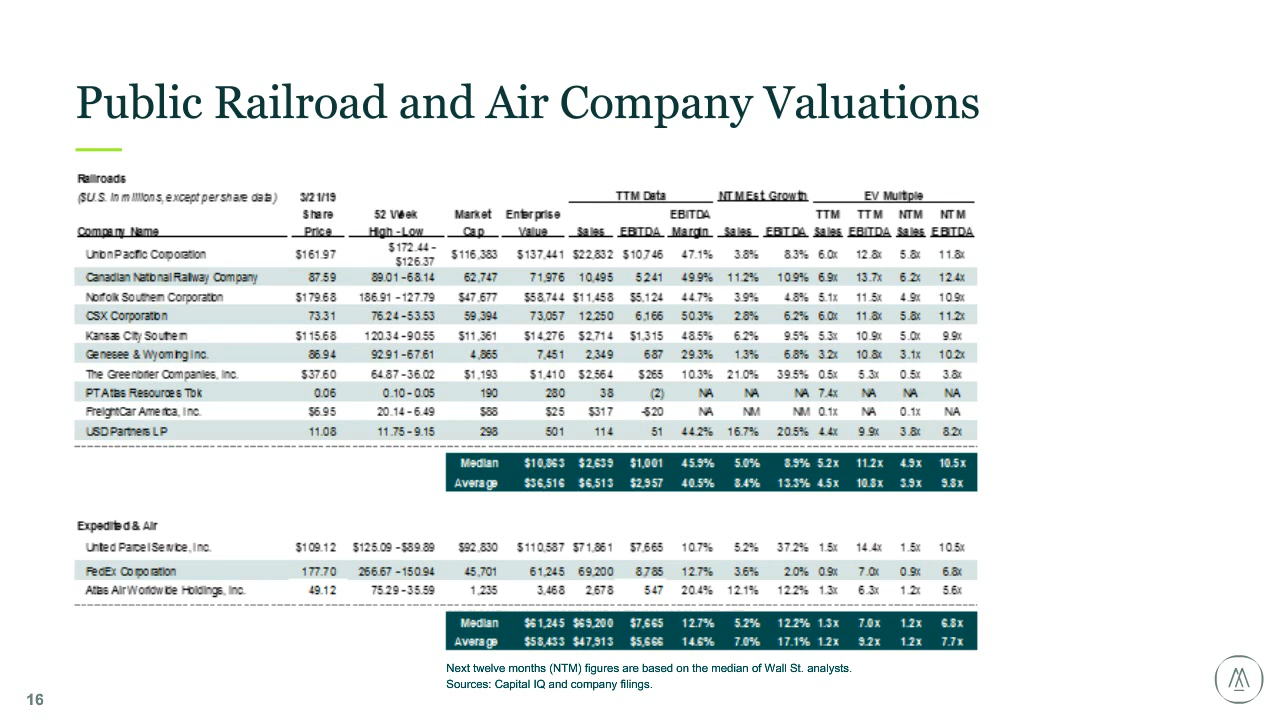 Public Railroad and Air Company Valuations
Railroads
($U.S. in millions, except per share data) 3/21/19 TTM Data NTM Est. Growth EV Multiple
Share 52 Week Market Enterprise EBITDA TTM TTM NTM NTM
Company Name Price High - Low Cap Value Sales EBITDA Margin Sales EBITDA Sales EBITDA Sales EBITDA
Union Pacific Corporation $161.97 $172.44 - $126.37 $116,383 $137,441 $22,832 $10,746 47.1% 3.8% 8.3% 6.0x 12.8x 5.8x 11.8x
Canadian National Railway Company 87.59 89.01 - 68.14 62,747 71,976 10,495 5,241 49.9% 11.2% 10.9% 6.9x 13.7x 6.2x 12.4x
Norfolk Southern Corporation $179.68 186.91 - 127.79 $47,677 $58,744 $11,458 $5,124 44.7% 3.9% 4.8% 5.1x 11.5x 4.9x 10.9x
CSX Corporation 73.31 76.24 - 53.53 59,394 73,057 12,250 6,166 50.3% 2.8% 6.2% 6.0x 11.8x 5.8x 11.2x
Kansas City Southern $115.68 120.34 - 90.55 $11,361 $14,276 $2,714 $1,315 48.5% 6.2% 9.5% 5.3x 10.9x 5.0x 9.9x
Genesee & Wyoming Inc. 86.94 92.91 - 67.61 4,865 7,451 2,349 687 29.3% 1.3% 6.8% 3.2x 10.8x 3.1x 10.2x
The Greenbrier Companies, Inc. $37.60 64.87 - 36.02 $1,193 $1,410 $2,564 $265 10.3% 21.0% 39.5% 0.5x 5.3x 0.5x 3.8x
PT Atlas Resources Tbk 0.06 0.10 - 0.05 190 280 38 (2) NA NA NA 7.4x NA NA NA
FreightCar America, Inc. $6.95 20.14 - 6.49 $88 $25 $317 -$20 NA NM NM 0.1x NA 0.1x NA
USD Partners LP 11.08 11.75 - 9.15 298 501 114 51 44.2% 16.7% 20.5% 4.4x 9.9x 3.8x 8.2x
Median $10,863 $2,639 $1,001 45.9% 5.0% 8.9% 5.2x 11.2x 4.9x 10.5x
Average $36,516 $6,513 $2,957 40.5% 8.4% 13.3% 4.5x 10.8x 3.9x 9.8x
Expedited & Air
United Parcel Service, Inc. $109.12 $125.09 - $89.89 $92,830 $110,587 $71,861 $7,665 10.7% 5.2% 37.2% 1.5x 14.4x 1.5x 10.5x
FedEx Corporation 177.70 266.67 - 150.94 45,701 61,245 69,200 8,785 12.7% 3.6% 2.0% 0.9x 7.0x 0.9x 6.8x
Atlas Air Worldwide Holdings, Inc. 49.12 75.29 - 35.59 1,235 3,468 2,678 547 20.4% 12.1% 12.2% 1.3x 6.3x 1.2x 5.6x
Median $61,245 $69,200 $7,665 12.7% 5.2% 12.2% 1.3x 7.0x 1.2x 6.8x
Average $58,433 $47,913 $5,666 14.6% 7.0% 17.1% 1.2x 9.2x 1.2x 7.7x
Next twelve months (NTM) figures are based on the median of Wall St. analysts.
Sources: Capital IQ and company filings.
16